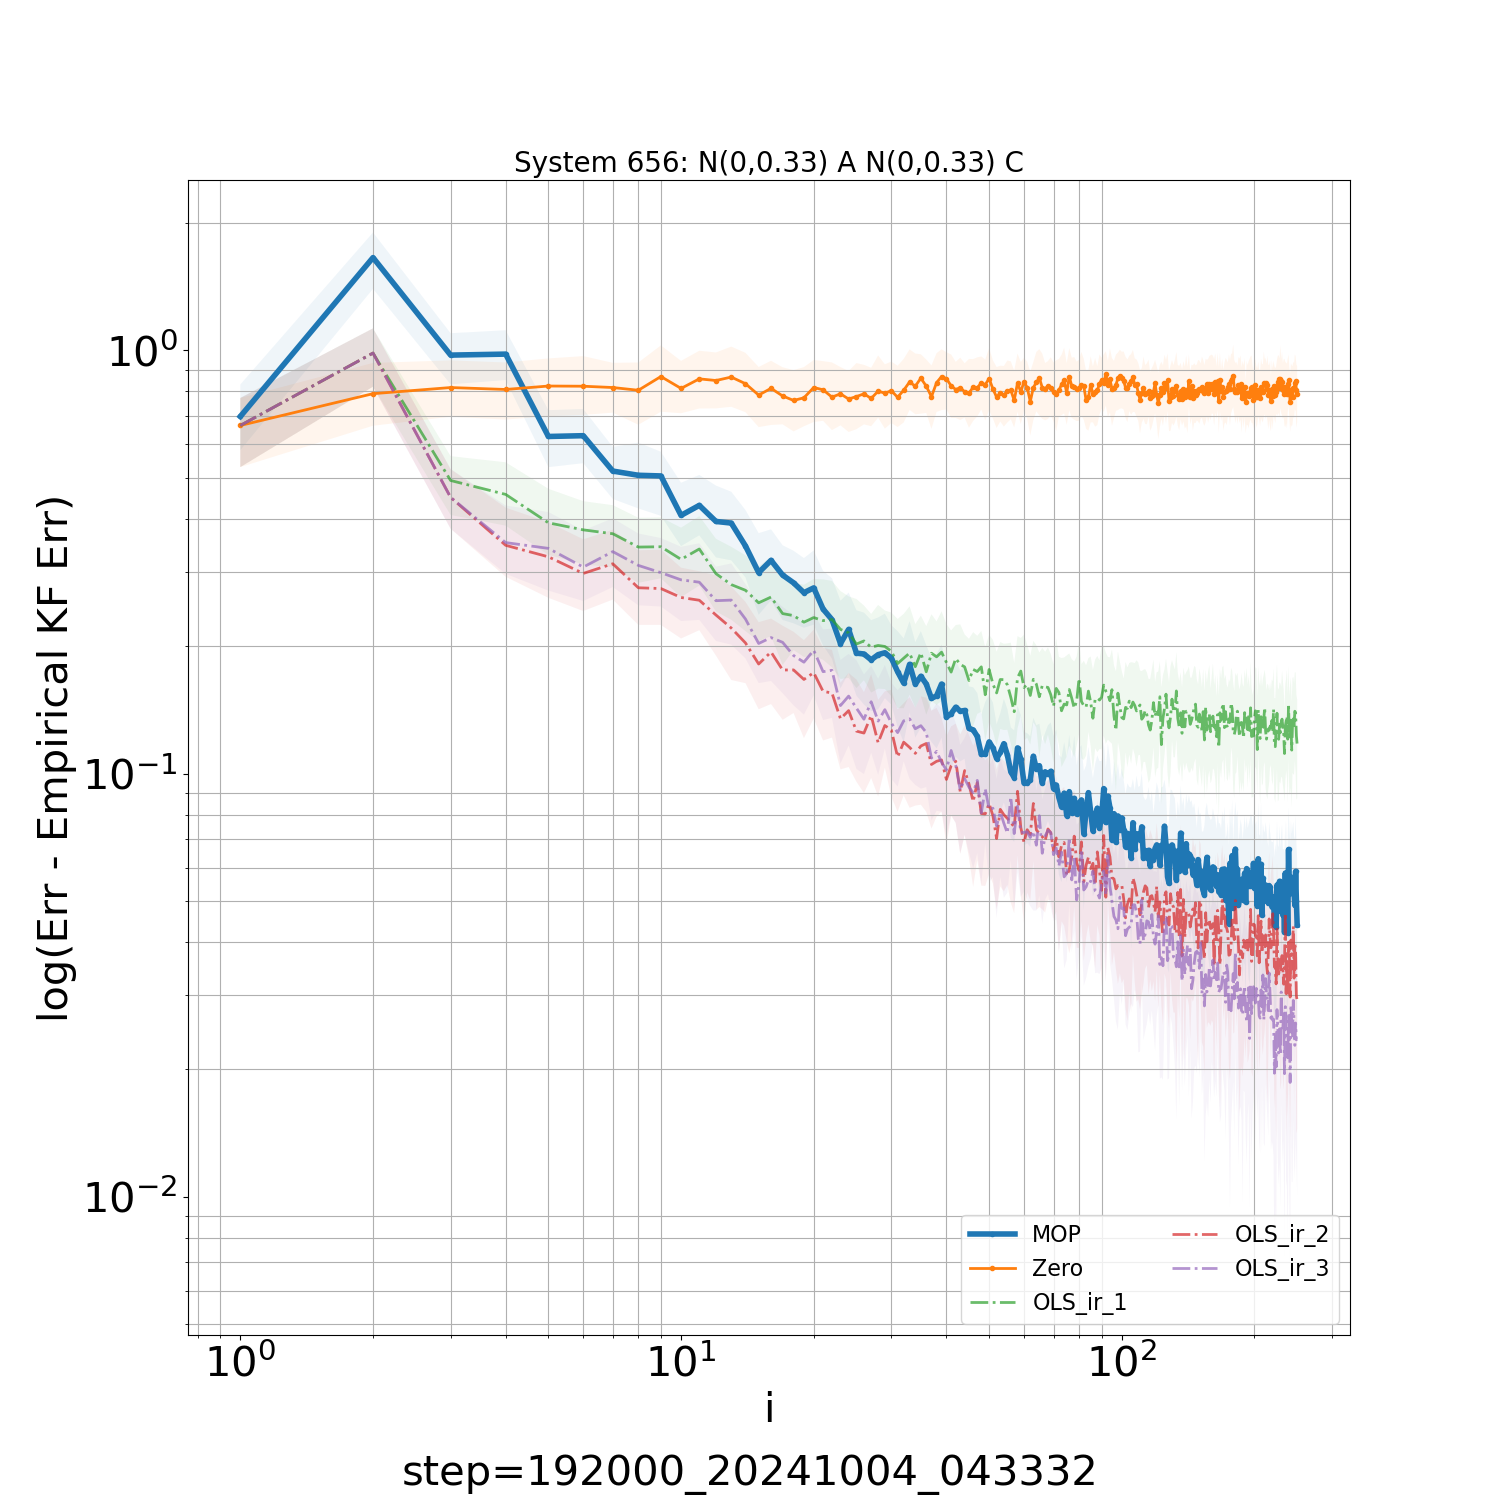 System 656: N(0,0.33) A N(0,0.33) C
log(Err - Empirical KF Err)
10⁰
10⁻¹
10⁻²
MOP
Zero
OLS_ir_1
OLS_ir_2
OLS_ir_3
10⁰ 10¹ 10²
i
step=192000_20241004_043332